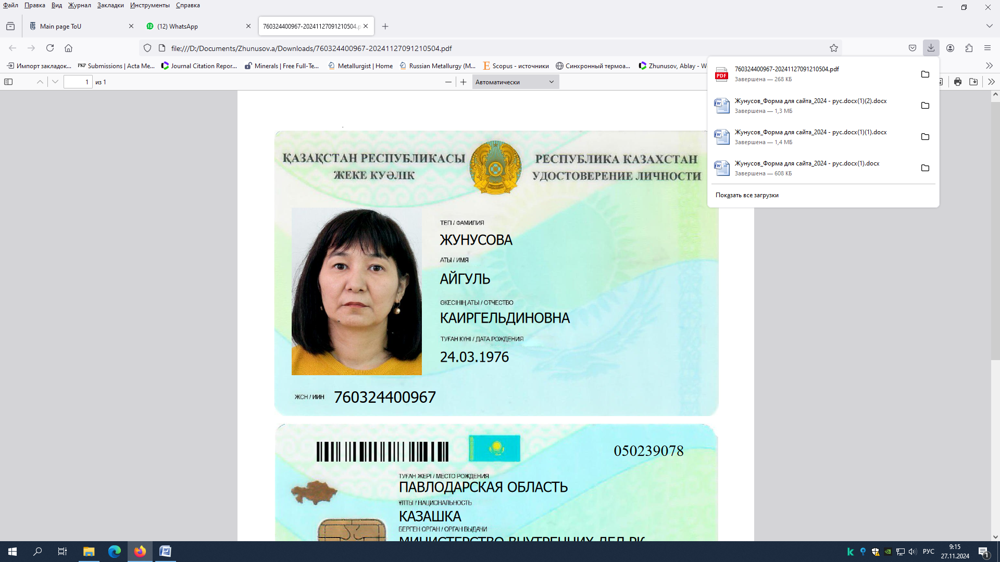 Файл Правка Вид Журнал Закладки Инструменты Справка
Main page ToU
12 (12) WhatsApp
760324400967-20241127091210504.p
file:///D:/Documents/Zhunusov.a/Downloads/760324400967-20241127091210504.pdf
Импорт закладок... PKP Submissions | Acta Me... Journal Citation Repor... Minerals | Free Full-Te... Metallurgist | Home Russian Metallurgy (M... E Scopus - источники Синхронный термоа... Zhunusov, Ablay - W
1 из 1
Автоматически
PDF
760324400967-20241127091210504.pdf
Завершена — 268 КБ
Жунусов_Форма для сайта_2024 - рус.docx(1)(2).docx
Завершена — 1,3 МБ
Жунусов_Форма для сайта_2024 - рус.docx(1)(1).docx
Завершена — 1,4 МБ
Жунусов_Форма для сайта_2024 - рус.docx(1).docx
Завершена — 608 КБ
Показать все загрузки
ҚАЗАҚСТАН РЕСПУБЛИКАСЫ
ЖЕКЕ КУӘЛІК
РЕСПУБЛИКА КАЗАХСТАН
УДОСТОВЕРЕНИЕ ЛИЧНОСТИ
ТЕГІ / ФАМИЛИЯ
ЖУНУСОВА
АТЫ / ИМЯ
АЙГУЛЬ
ӘКЕСІНІҢ АТЫ / ОТЧЕСТВО
КАИРГЕЛЬДИНОВНА
ТУҒАН КҮНІ / ДАТА РОЖДЕНИЯ
24.03.1976
ЖСН / ИИН 760324400967
050239078
ТУҒАН ЖЕРІ / МЕСТО РОЖДЕНИЯ
ПАВЛОДАРСКАЯ ОБЛАСТЬ
ҰЛТЫ / НАЦИОНАЛЬНОСТЬ
КАЗАШКА
БЕРГЕН ОРГАН / ОРГАН ВЫДАЧИ
МИНИСТЕРСТВО ВНУТРЕННИХ ДЕЛ РК
РУС
9:15
27.11.2024
1